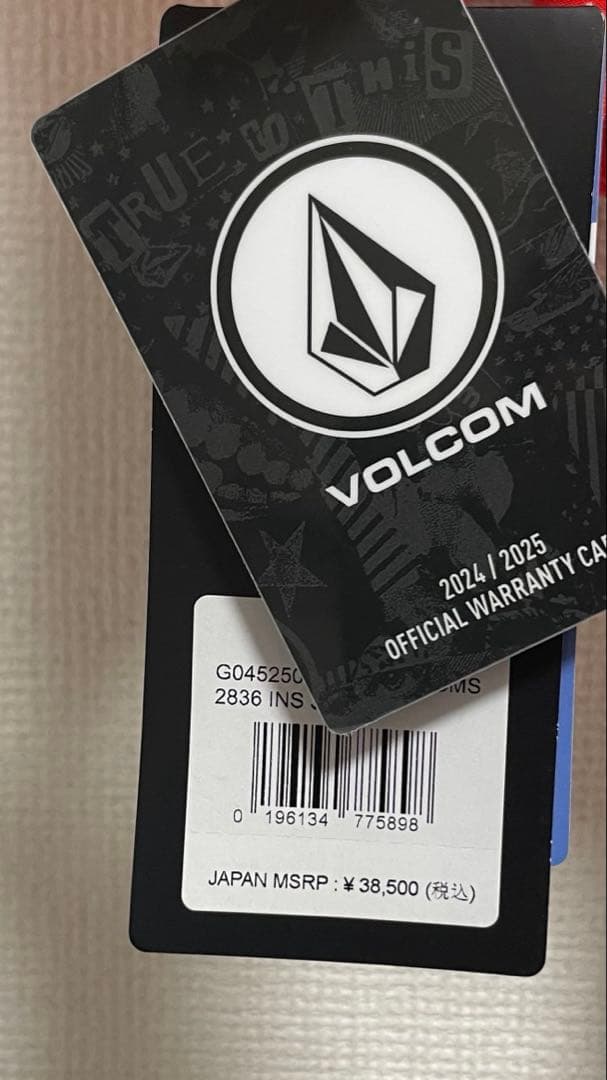 TRUE TO THIS
VOLCOM
2024 / 2025
OFFICIAL WARRANTY
G045250
2836 INS
0 196134 775898
JAPAN MSRP : ¥ 38,500 (税込)